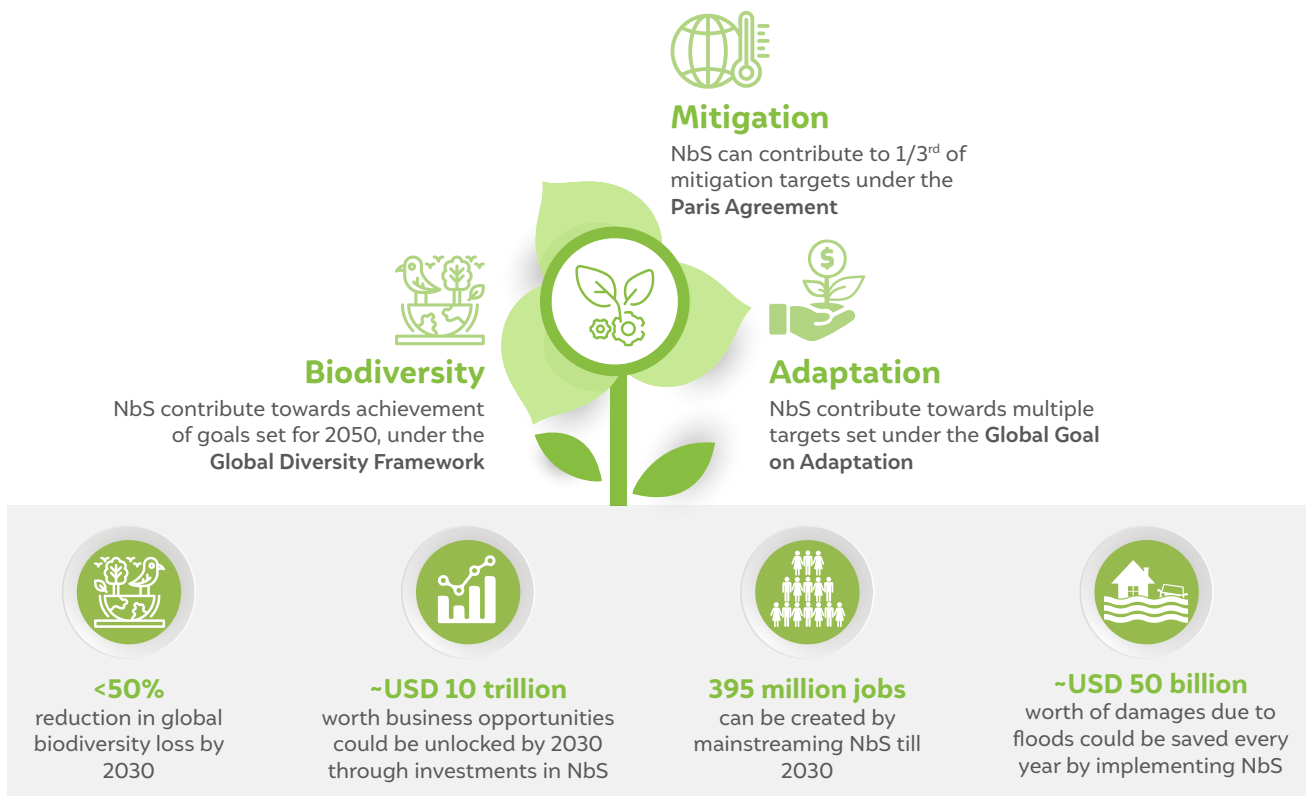 Mitigation
NbS can contribute to 1/3rd of
mitigation targets under the
Paris Agreement
Biodiversity
NbS contribute towards achievement
of goals set for 2050, under the
Global Diversity Framework
Adaptation
NbS contribute towards multiple
targets set under the Global Goal
on Adaptation
<50%
reduction in global
biodiversity loss by
2030
~USD 10 trillion
worth business opportunities
could be unlocked by 2030
through investments in NbS
395 million jobs
can be created by
mainstreaming NbS till
2030
~USD 50 billion
worth of damages due to
floods could be saved every
year by implementing NbS